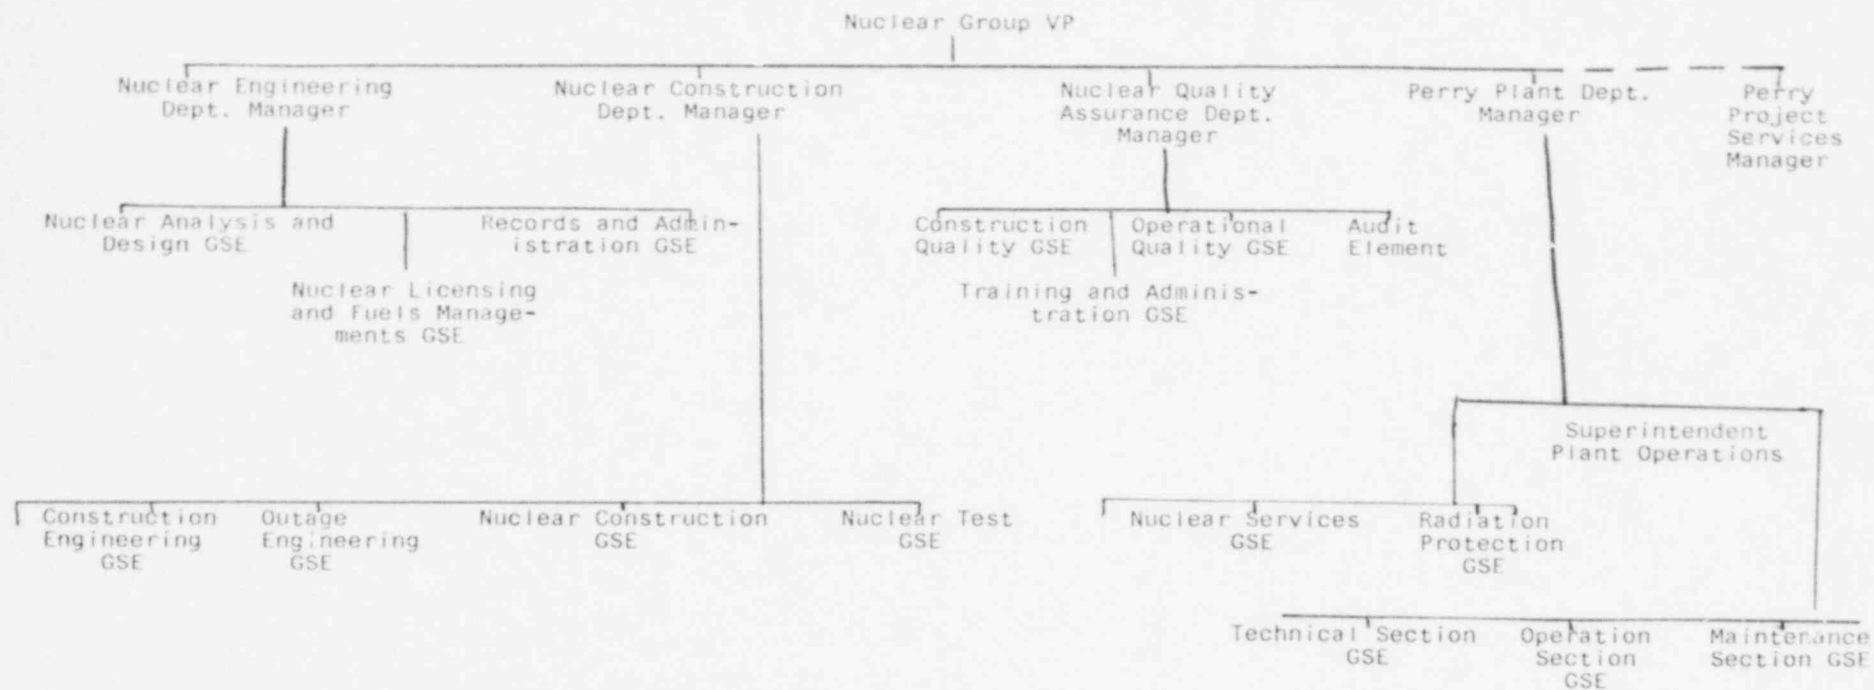 Nuclear Group VP
Nuclear Engineering
Dept. Manager
Nuclear Construction
Dept. Manager
Nuclear Quality
Assurance Dept.
Manager
Perry Plant Dept.
Manager
Perry
Project
Services
Manager
Nuclear Analysis and
Design GSE
Records and Admin-
istration GSE
Nuclear Licensing
and Fuels Manage-
ments GSE
Construction
Quality GSE
Operational
Quality GSE
Audit
Element
Training and Adminis-
tration GSE
Superintendent
Plant Operations
Construction
Engineering
GSE
Outage
Engineering
GSE
Nuclear Construction
GSE
Nuclear Test
GSE
Nuclear Services
GSE
Radiation
Protection
GSE
Technical Section
GSE
Operation
Section
GSE
Mainterance
Section GSE